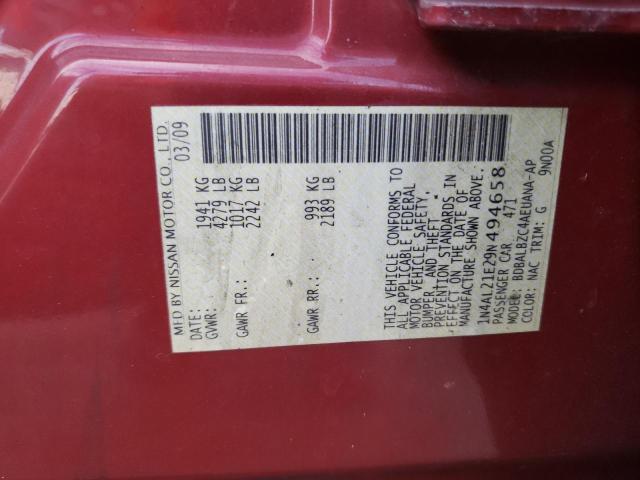 MFD BY NISSAN MOTOR CO., LTD.
DATE: 03/09
GVWR: 1941 KG
4279 LB
GAWR FR.: 1017 KG
2242 LB
GAWR RR.: 993 KG
2189 LB
THIS VEHICLE CONFORMS TO
ALL APPLICABLE FEDERAL
MOTOR VEHICLE SAFETY,
BUMPER, AND THEFT
PREVENTION STANDARDS IN
EFFECT ON THE DATE OF
MANUFACTURE SHOWN ABOVE.
1N4AL21E29N494658
PASSENGER CAR 471
MODEL: BDBALBZC4AEUANA-AP
COLOR: NAC TRIM: G 9N00A